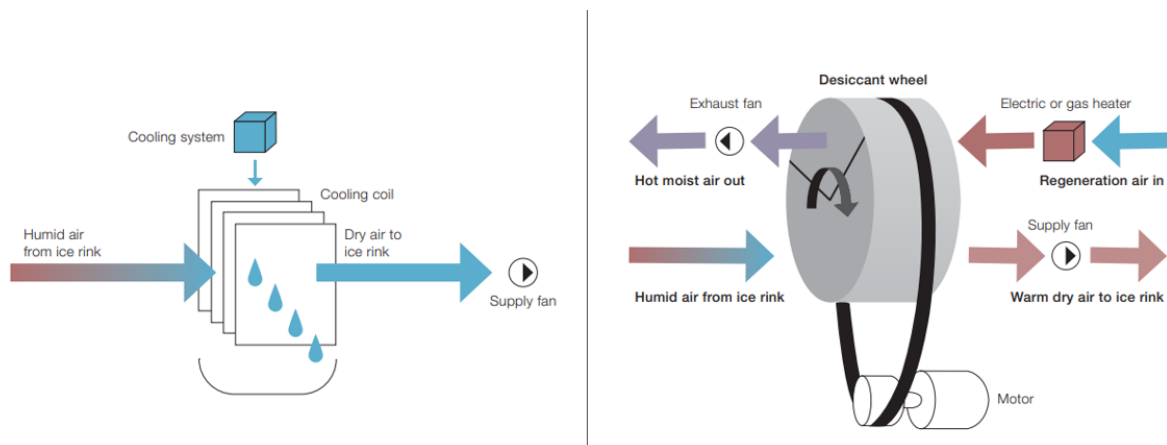 Cooling system
Cooling coil
Humid air
from ice rink
Dry air to
ice rink
Supply fan
Desiccant wheel
Exhaust fan
Electric or gas heater
Hot moist air out
Regeneration air in
Supply fan
Humid air from ice rink
Warm dry air to ice rink
Motor